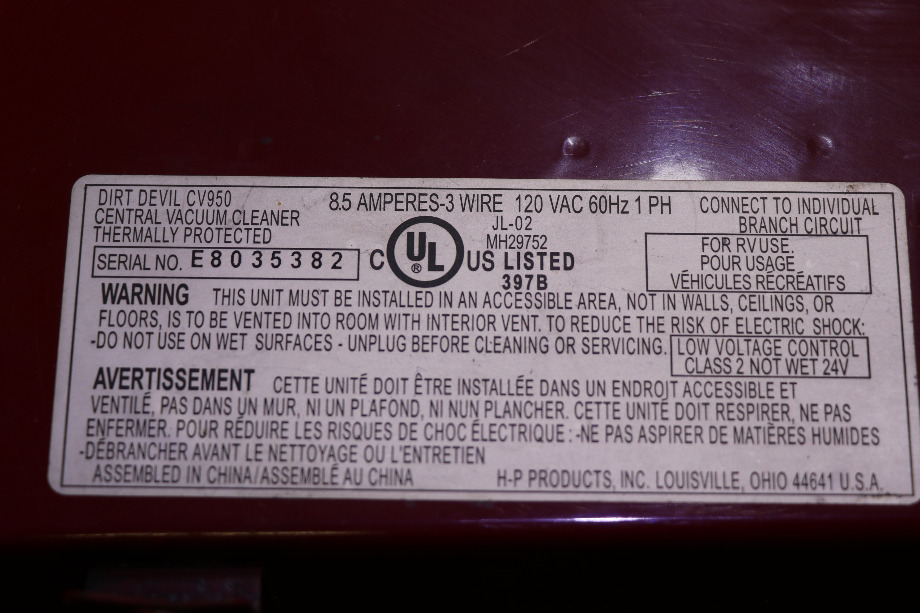 DIRT DEVIL CV950
CENTRAL VACUUM CLEANER
THERMALLY PROTECTED
SERIAL NO. E8035382
8.5 AMPERES-3 WIRE 120 VAC 60Hz 1 PH
JL-02
MH29752
C UL ® US LISTED
397B
CONNECT TO INDIVIDUAL
BRANCH CIRCUIT
FOR RV USE.
POUR USAGE
VÉHICULES RÉCRÉATIFS
WARNING THIS UNIT MUST BE INSTALLED IN AN ACCESSIBLE AREA, NOT IN WALLS, CEILINGS, OR
FLOORS, IS TO BE VENTED INTO ROOM WITH INTERIOR VENT. TO REDUCE THE RISK OF ELECTRIC SHOCK:
-DO NOT USE ON WET SURFACES - UNPLUG BEFORE CLEANING OR SERVICING.
LOW VOLTAGE CONTROL
CLASS 2 NOT WET 24V
AVERTISSEMENT CETTE UNITÉ DOIT ÊTRE INSTALLÉE DANS UN ENDROIT ACCESSIBLE ET
VENTILÉ, PAS DANS UN MUR, NI UN PLAFOND, NI NUN PLANCHER. CETTE UNITÉ DOIT RESPIRER, NE PAS
ENFERMER. POUR RÉDUIRE LES RISQUES DE CHOC ÉLECTRIQUE : -NE PAS ASPIRER DE MATIÈRES HUMIDES
-DÉBRANCHER AVANT LE NETTOYAGE OU L'ENTRETIEN
ASSEMBLED IN CHINA/ASSEMBLÉ AU CHINA H-P PRODUCTS, INC. LOUISVILLE, OHIO 44641 U.S.A.